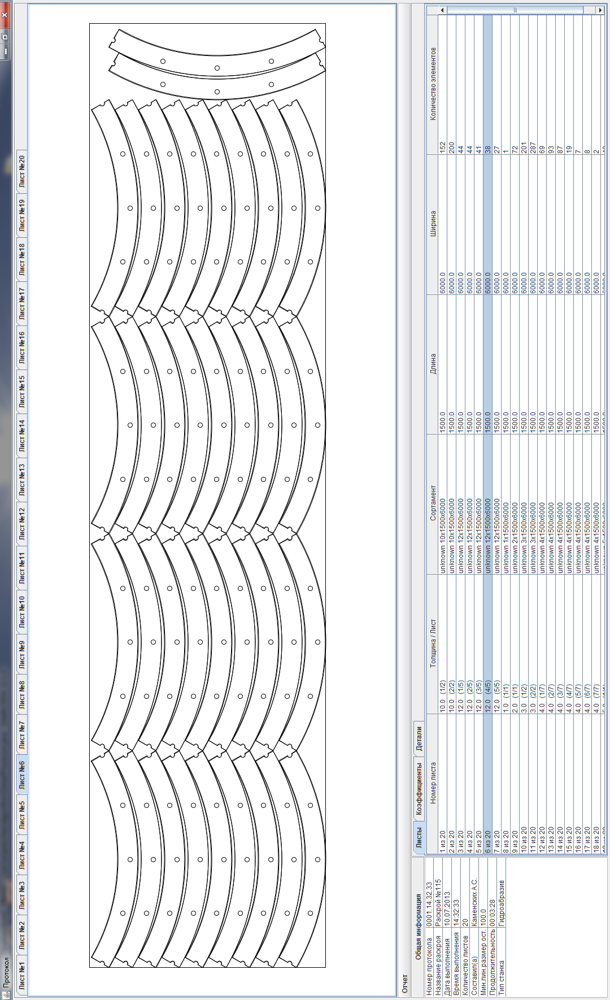 Протокол
Лист №1 Лист №2 Лист №3 Лист №4 Лист №5 Лист №6 Лист №7 Лист №8 Лист №9 Лист №10 Лист №11 Лист №12 Лист №13 Лист №14 Лист №15 Лист №16 Лист №17 Лист №18 Лист №19 Лист №20
Отчет
Общая информация
Номер протокола 0001.14.32.33
Название раскроя Раскрой №115
Дата выполнения 10.07.2013
Время выполнения 14:32:33
Количество листов 20
Составил(а) Каменских А.С.
Мин.лин.размер ост. 100.0
Продолжительность 00:03:28
Тип станка Гидроабразив
Листы Коэффициенты Детали
Номер листа Толщина / Лист Сортамент Длина Ширина Количество элементов
1 из 20 10.0 (1/2) unknown 10x1500x6000 1500.0 6000.0 152
2 из 20 10.0 (2/2) unknown 10x1500x6000 1500.0 6000.0 200
3 из 20 12.0 (1/5) unknown 12x1500x6000 1500.0 6000.0 44
4 из 20 12.0 (2/5) unknown 12x1500x6000 1500.0 6000.0 44
5 из 20 12.0 (3/5) unknown 12x1500x6000 1500.0 6000.0 41
6 из 20 12.0 (4/5) unknown 12x1500x6000 1500.0 6000.0 38
7 из 20 12.0 (5/5) unknown 12x1500x6000 1500.0 6000.0 27
8 из 20 1.0 (1/1) unknown 1x1500x6000 1500.0 6000.0 1
9 из 20 2.0 (1/1) unknown 2x1500x6000 1500.0 6000.0 72
10 из 20 3.0 (1/2) unknown 3x1500x6000 1500.0 6000.0 201
11 из 20 3.0 (2/2) unknown 3x1500x6000 1500.0 6000.0 287
12 из 20 4.0 (1/7) unknown 4x1500x6000 1500.0 6000.0 69
13 из 20 4.0 (2/7) unknown 4x1500x6000 1500.0 6000.0 93
14 из 20 4.0 (3/7) unknown 4x1500x6000 1500.0 6000.0 87
15 из 20 4.0 (4/7) unknown 4x1500x6000 1500.0 6000.0 19
16 из 20 4.0 (5/7) unknown 4x1500x6000 1500.0 6000.0 7
17 из 20 4.0 (6/7) unknown 4x1500x6000 1500.0 6000.0 8
18 из 20 4.0 (7/7) unknown 4x1500x6000 1500.0 6000.0 2